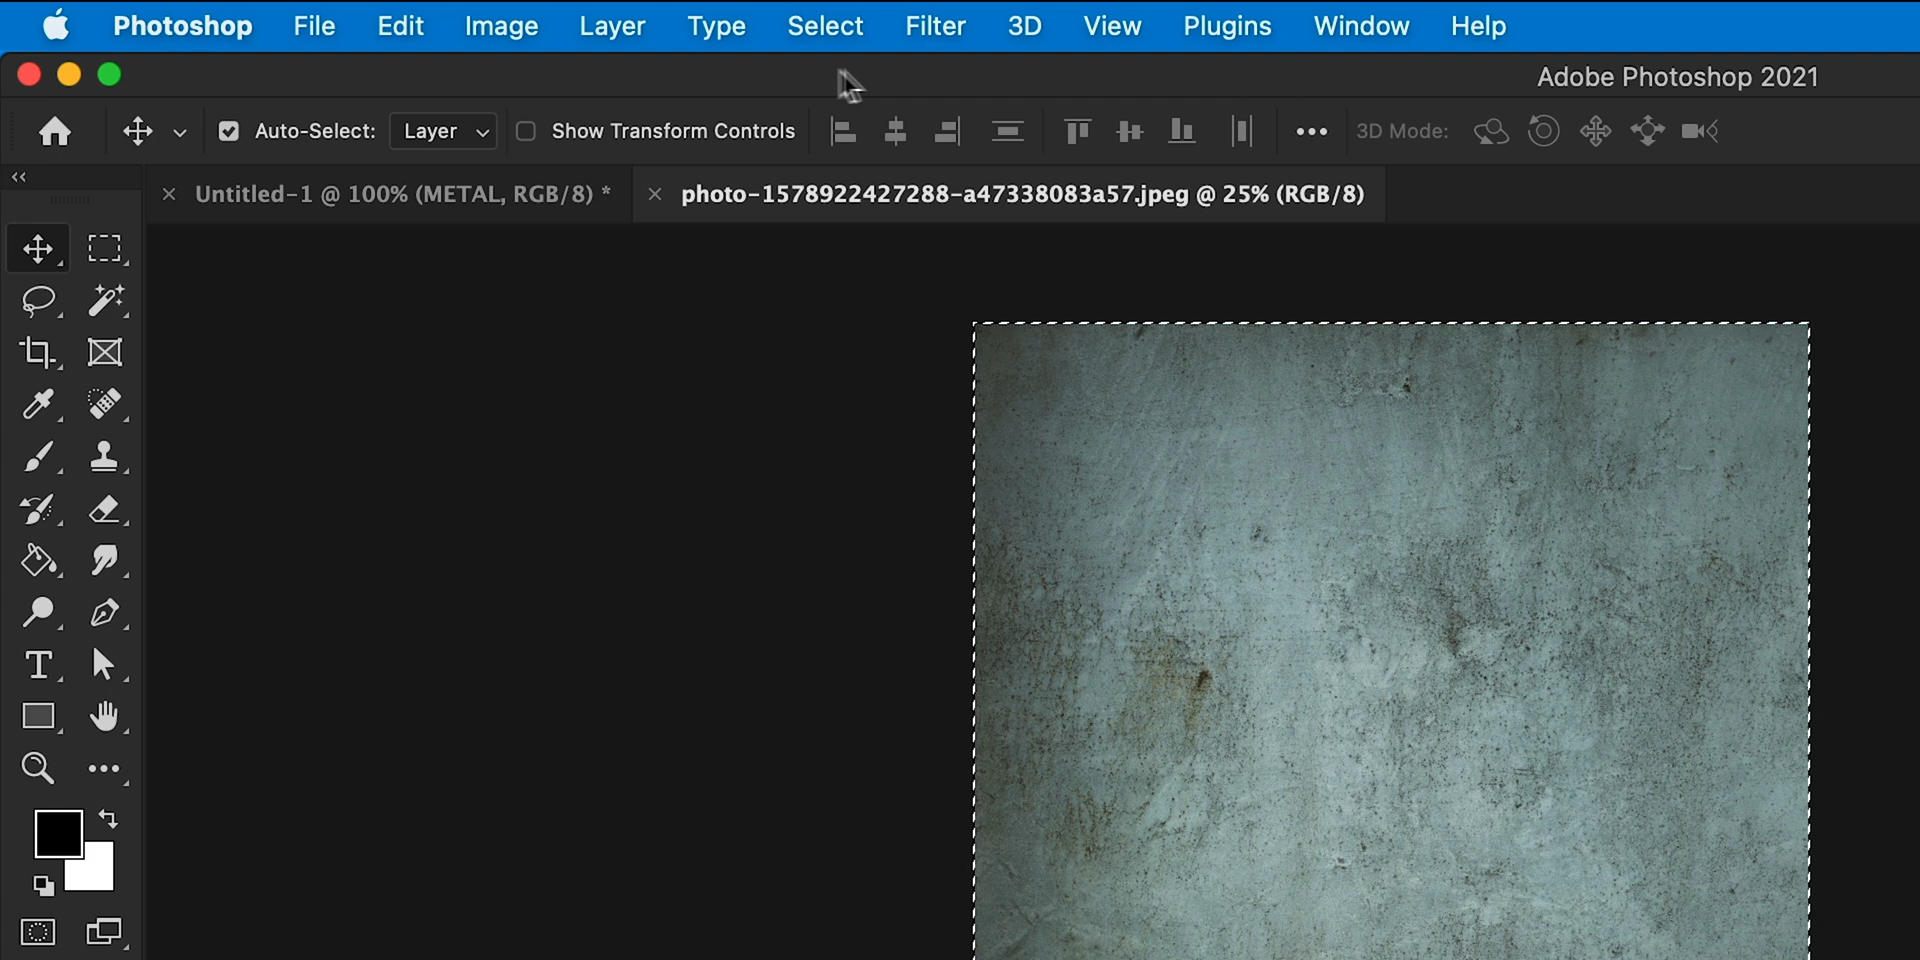 Photoshop File Edit Image Layer Type Select Filter 3D View Plugins Window Help
Adobe Photoshop 2021
Auto-Select: Layer Show Transform Controls 3D Mode:
Untitled-1 @ 100% (METAL, RGB/8) * photo-1578922427288-a47338083a57.jpeg @ 25% (RGB/8)